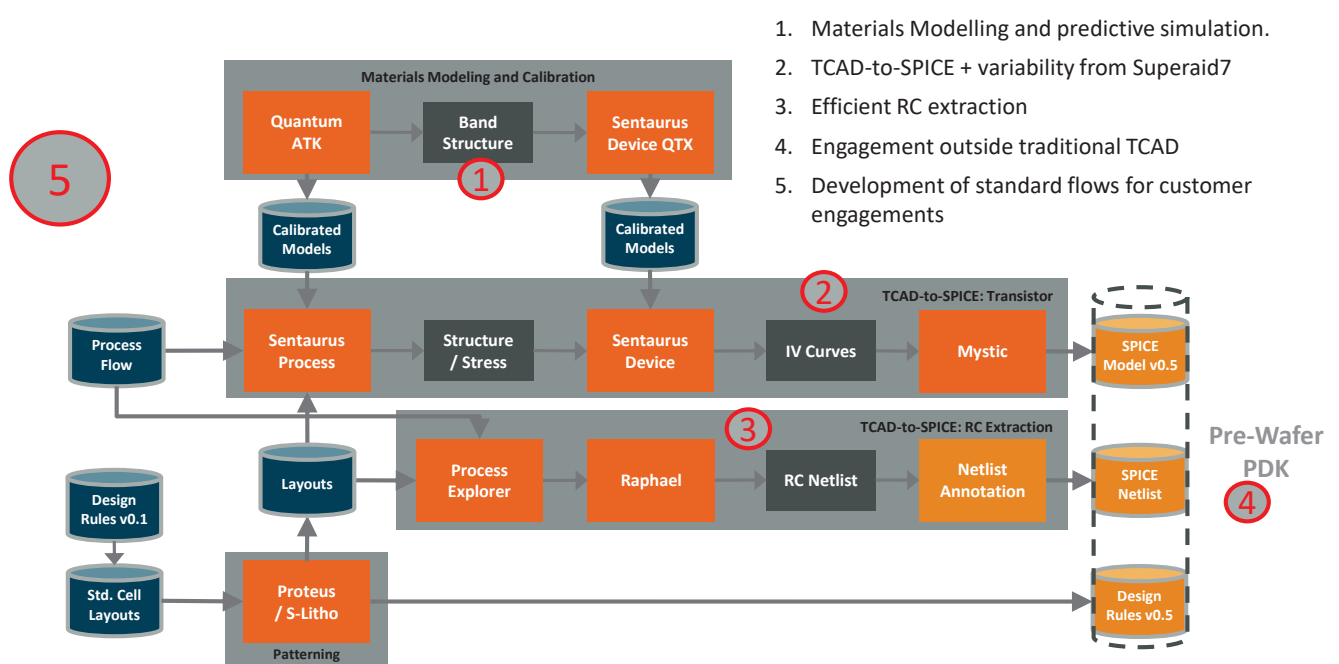 1. Materials Modelling and predictive simulation.
2. TCAD-to-SPICE + variability from Superaid7
3. Efficient RC extraction
4. Engagement outside traditional TCAD
5. Development of standard flows for customer
engagements
Materials Modeling and Calibration
Quantum
ATK
Band
Structure
Sentaurus
Device QTX
1
5
Calibrated
Models
Calibrated
Models
2
TCAD-to-SPICE: Transistor
Process
Flow
Sentaurus
Process
Structure
/ Stress
Sentaurus
Device
IV Curves
Mystic
SPICE
Model v0.5
3
TCAD-to-SPICE: RC Extraction
Layouts
Process
Explorer
Raphael
RC Netlist
Netlist
Annotation
SPICE
Netlist
Pre-Wafer
PDK
4
Design
Rules v0.1
Std. Cell
Layouts
Proteus
/ S-Litho
Patterning
Design
Rules v0.5